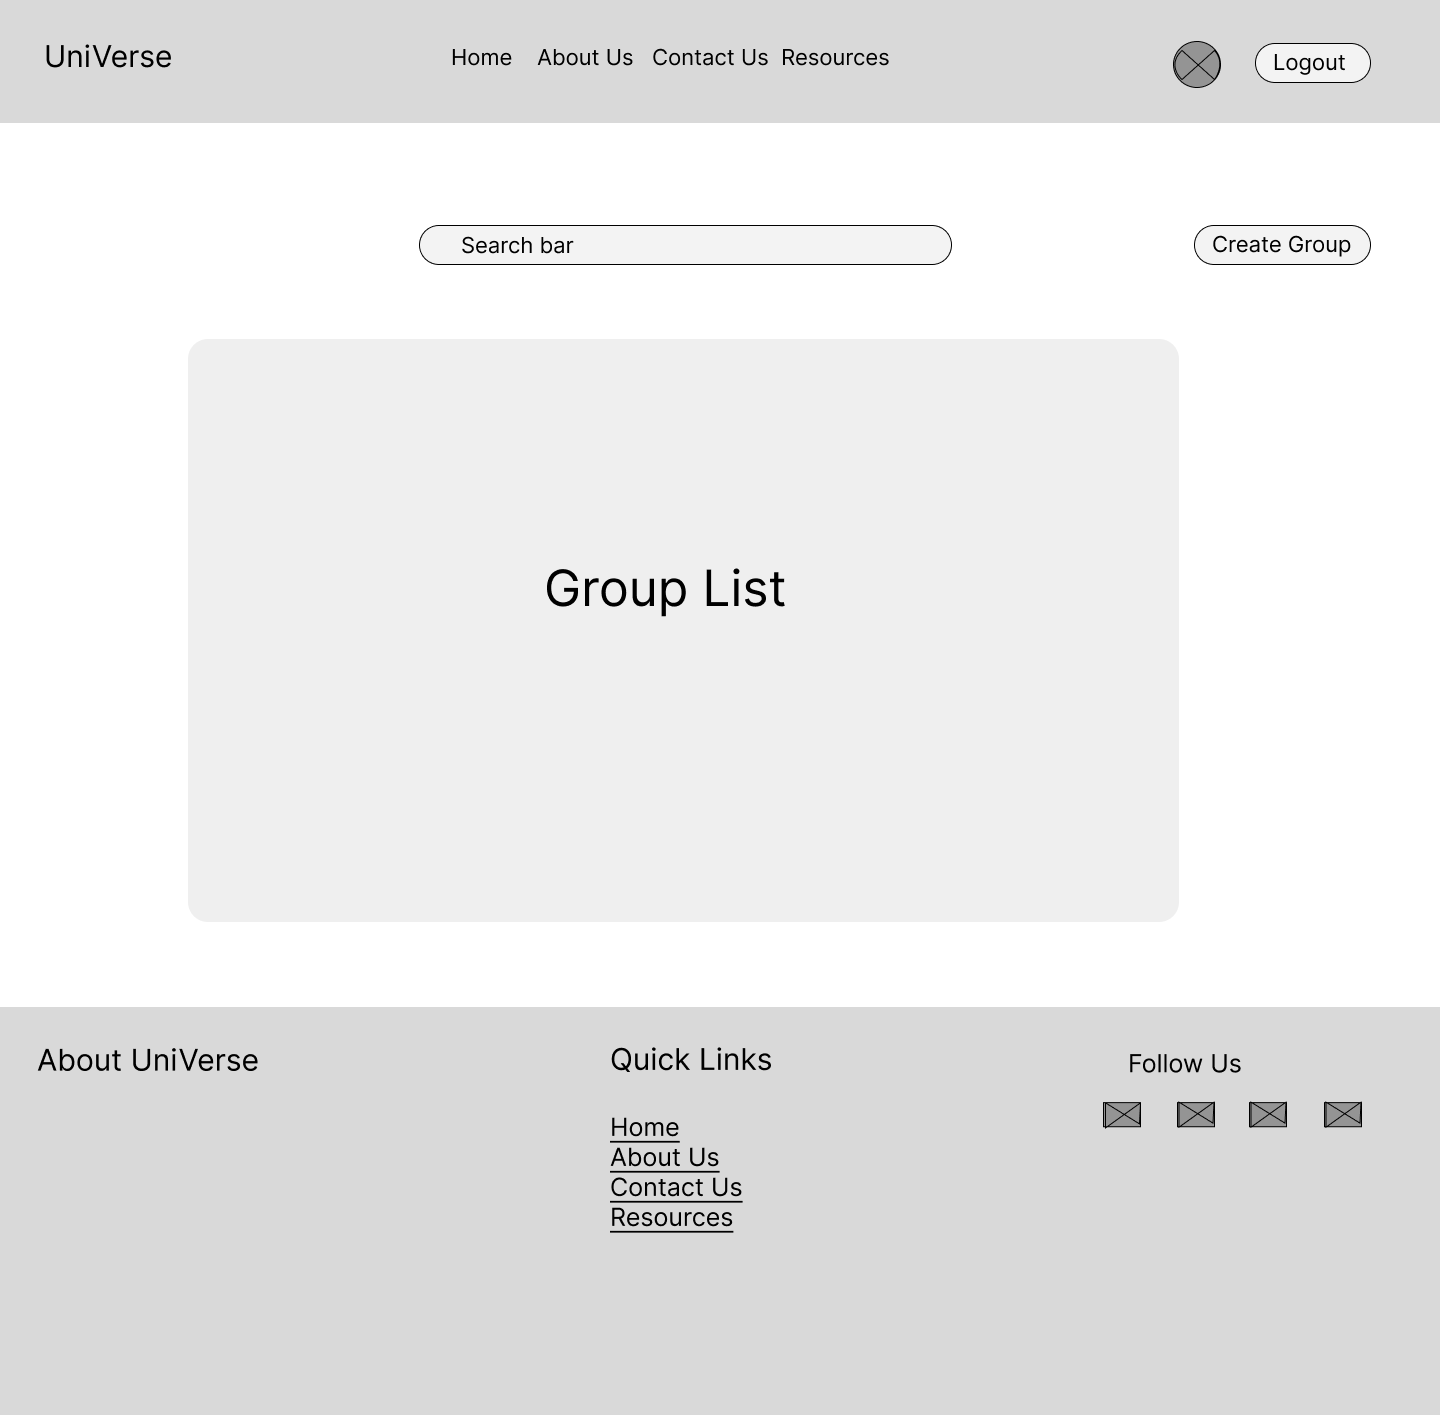 UniVerse
Home About Us Contact Us Resources
Logout
Search bar
Create Group
Group List
About UniVerse
Quick Links
Home
About Us
Contact Us
Resources
Follow Us